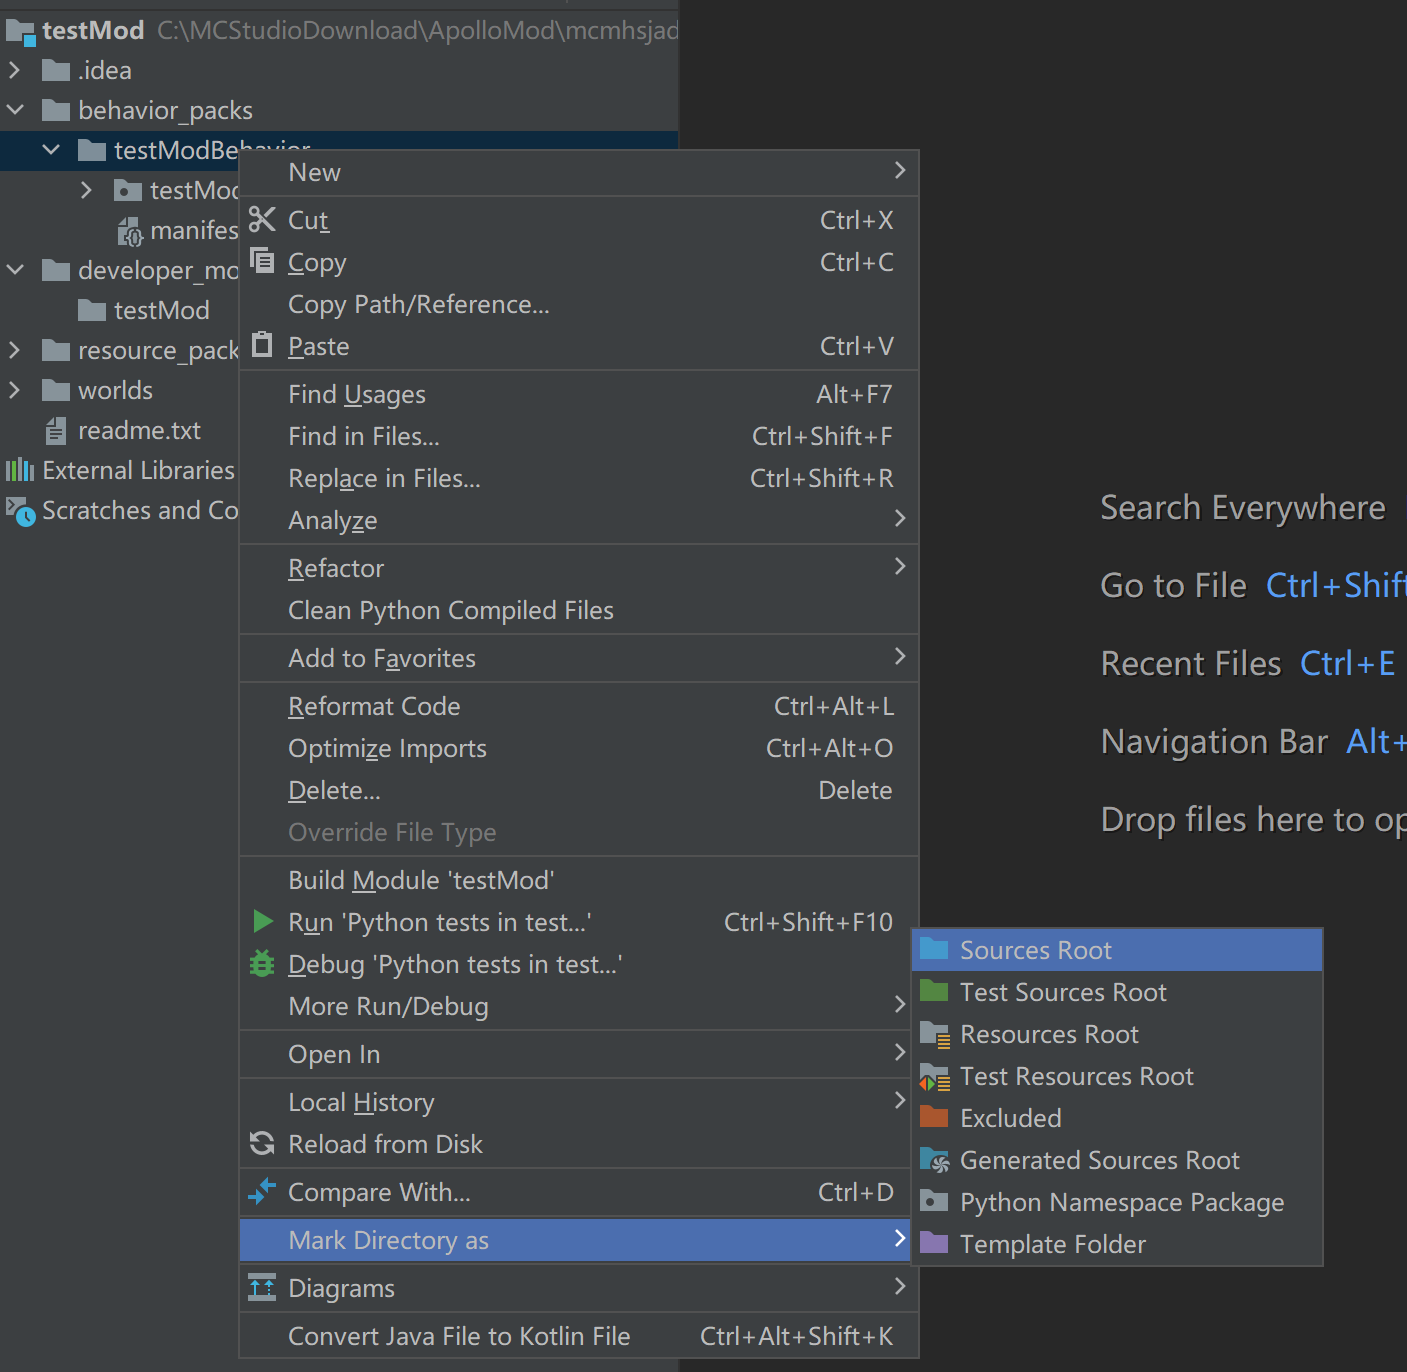 testMod C:\MCStudioDownload\ApolloMod\mcmhsjad
.idea
behavior_packs
testModBehavior
testMod
manifes
developer_mo
testMod
resource_pack
worlds
readme.txt
External Libraries
Scratches and Co
New
Cut Ctrl+X
Copy Ctrl+C
Copy Path/Reference...
Paste Ctrl+V
Find Usages Alt+F7
Find in Files... Ctrl+Shift+F
Replace in Files... Ctrl+Shift+R
Analyze
Refactor
Clean Python Compiled Files
Add to Favorites
Reformat Code Ctrl+Alt+L
Optimize Imports Ctrl+Alt+O
Delete... Delete
Override File Type
Build Module 'testMod'
Run 'Python tests in test...' Ctrl+Shift+F10
Debug 'Python tests in test...'
More Run/Debug
Open In
Local History
Reload from Disk
Compare With... Ctrl+D
Mark Directory as
Diagrams
Convert Java File to Kotlin File Ctrl+Alt+Shift+K
Sources Root
Test Sources Root
Resources Root
Test Resources Root
Excluded
Generated Sources Root
Python Namespace Package
Template Folder
Search Everywhere
Go to File Ctrl+Shift
Recent Files Ctrl+E
Navigation Bar Alt+
Drop files here to op